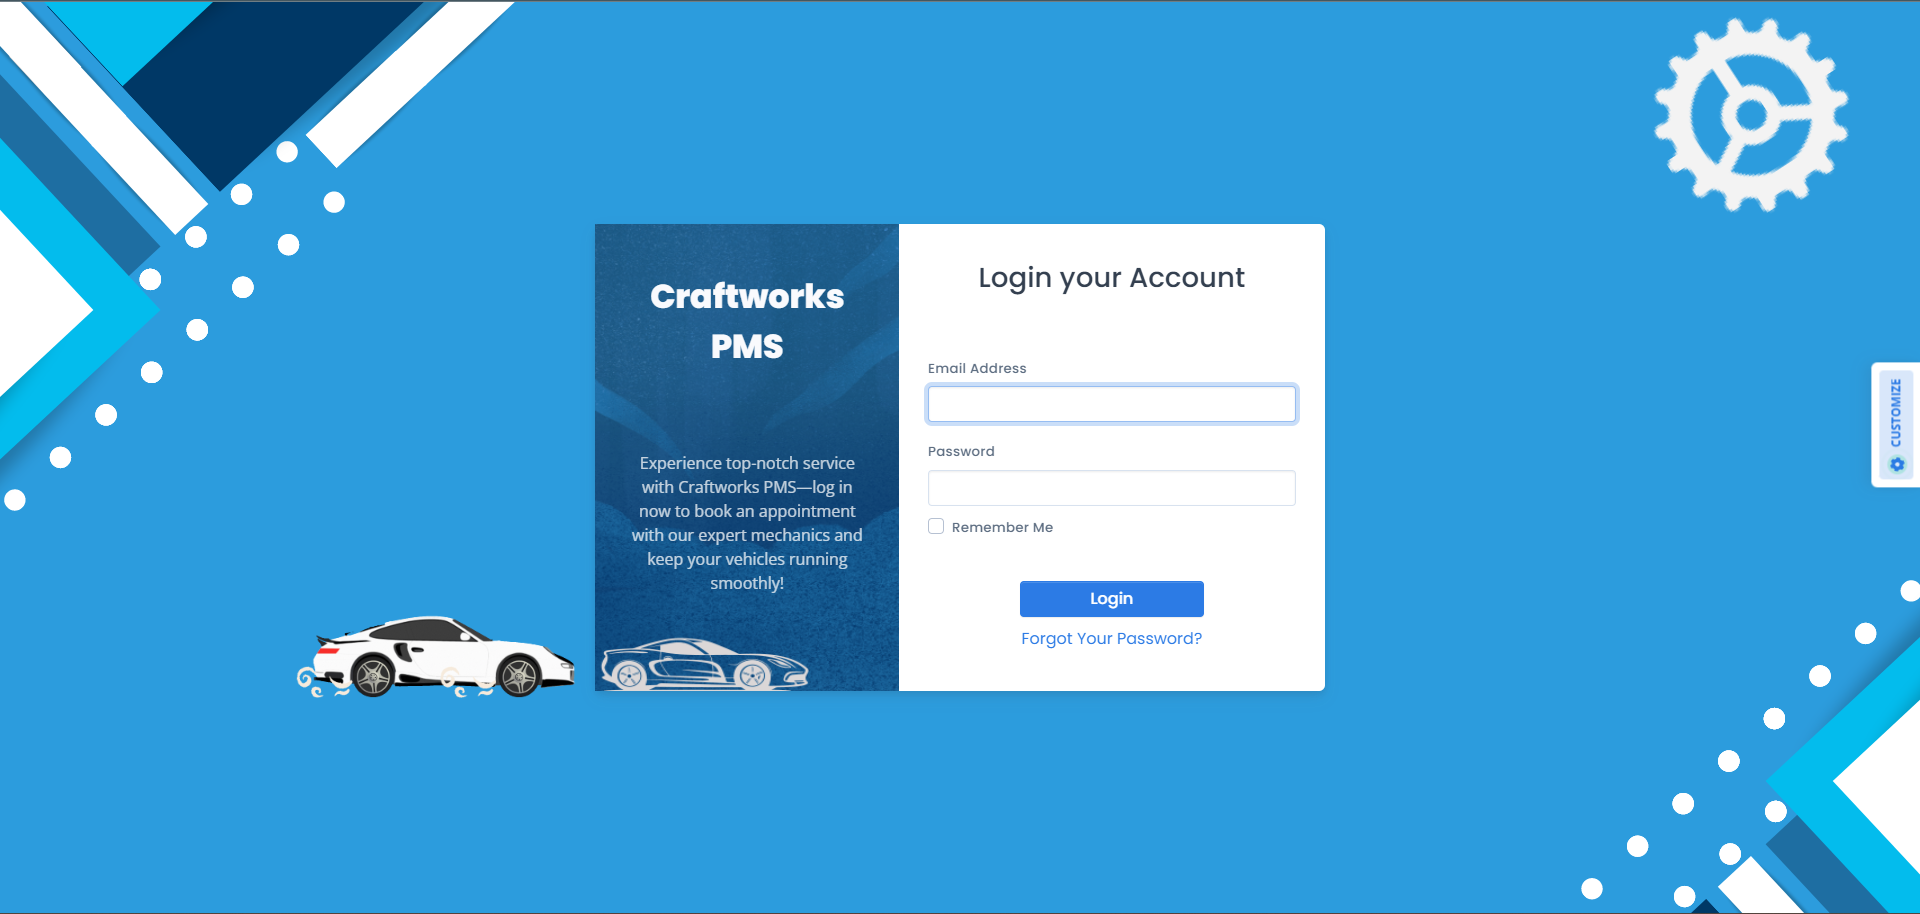 Craftworks
PMS
Experience top-notch service
with Craftworks PMS—log in
now to book an appointment
with our expert mechanics and
keep your vehicles running
smoothly!
Login your Account
Email Address
Password
Remember Me
Login
Forgot Your Password?
CUSTOMIZE